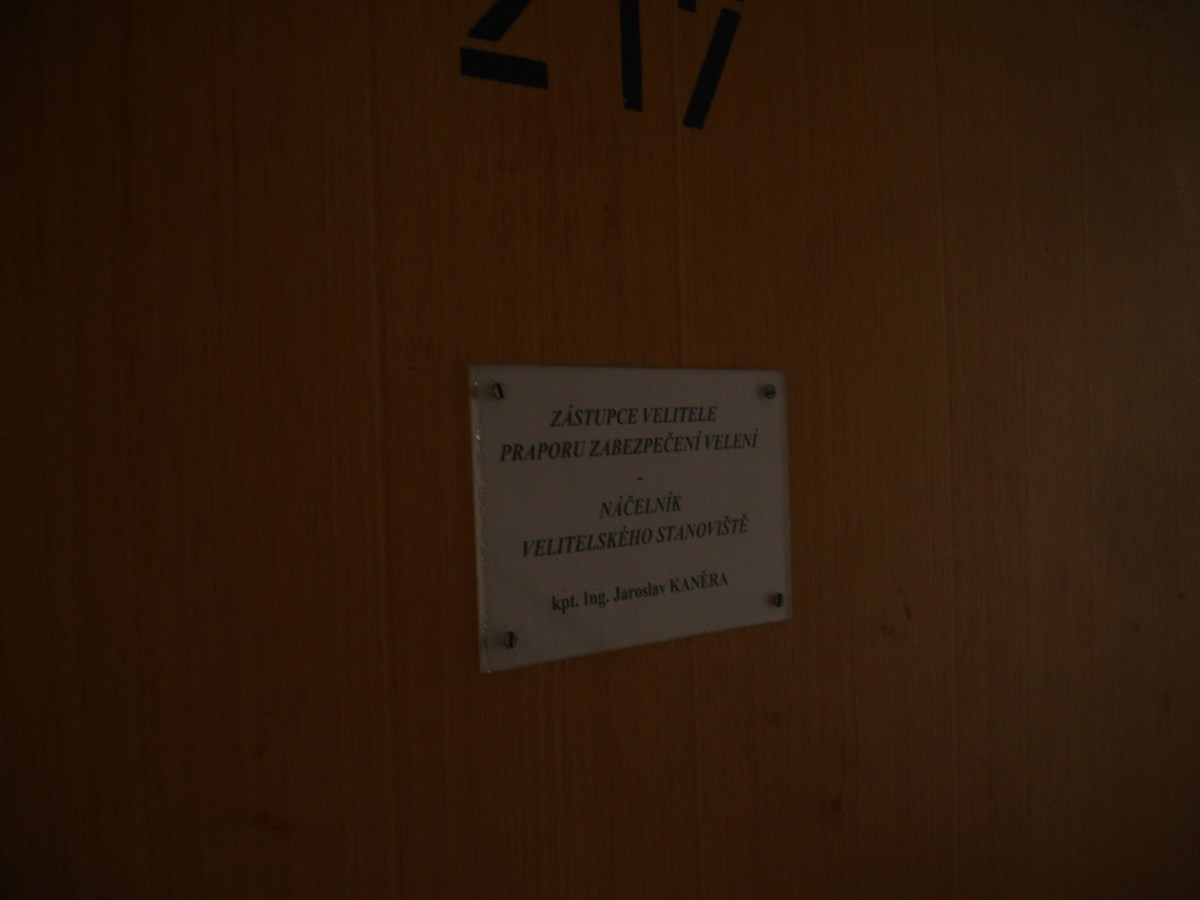 217
ZÁSTUPCE VELITELE
PRAPORU ZABEZPEČENÍ VELENÍ
-
NÁČELNÍK
VELITELSKÉHO STANOVIŠTĚ
kpt. Ing. Jaroslav KANĚRA